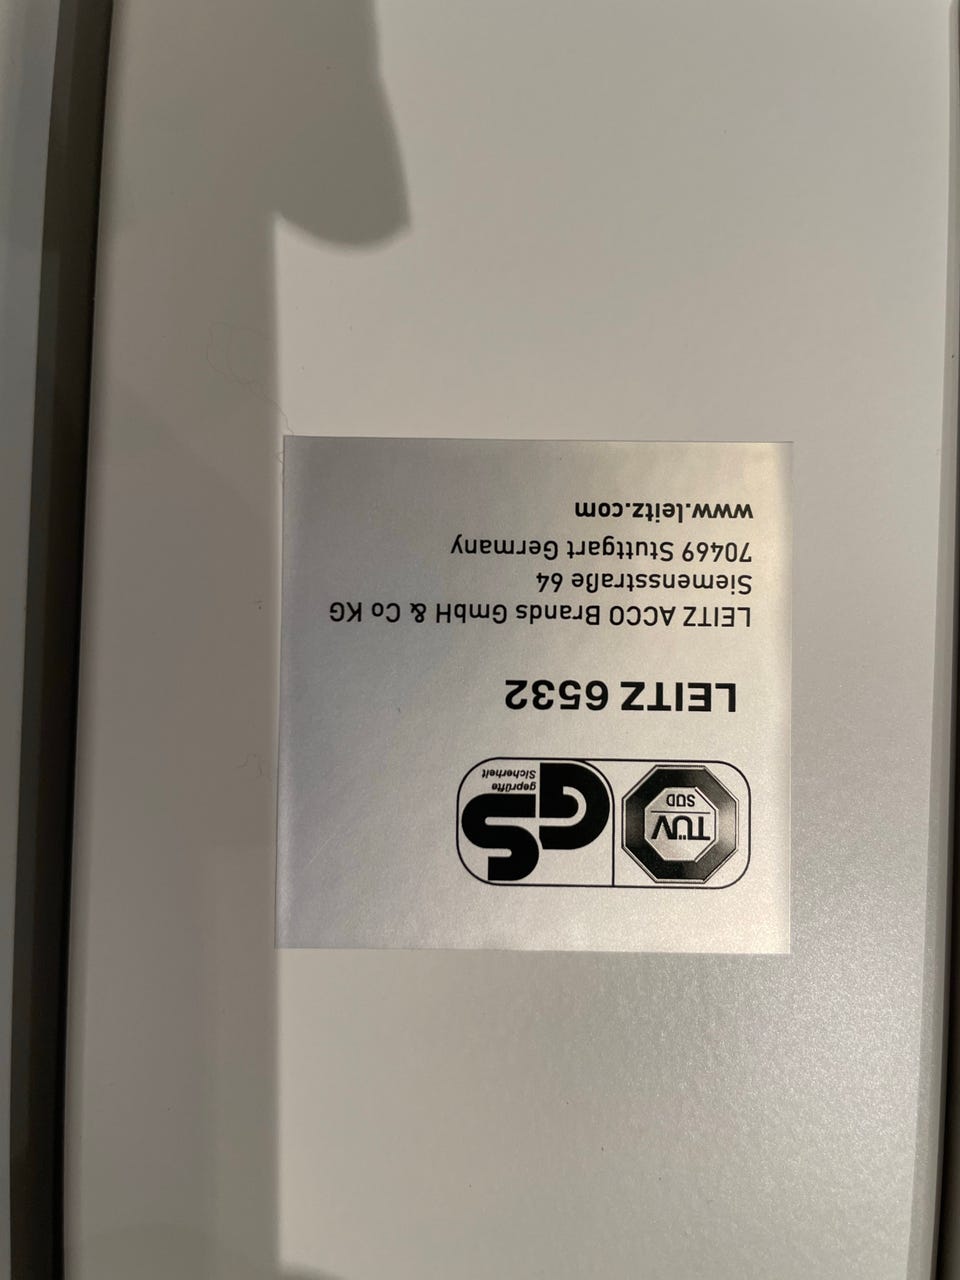 TÜV
SÜD
GS
geprüfte
Sicherheit
LEITZ 6532
LEITZ ACCO Brands GmbH & Co KG
Siemensstraße 64
70469 Stuttgart Germany
www.leitz.com